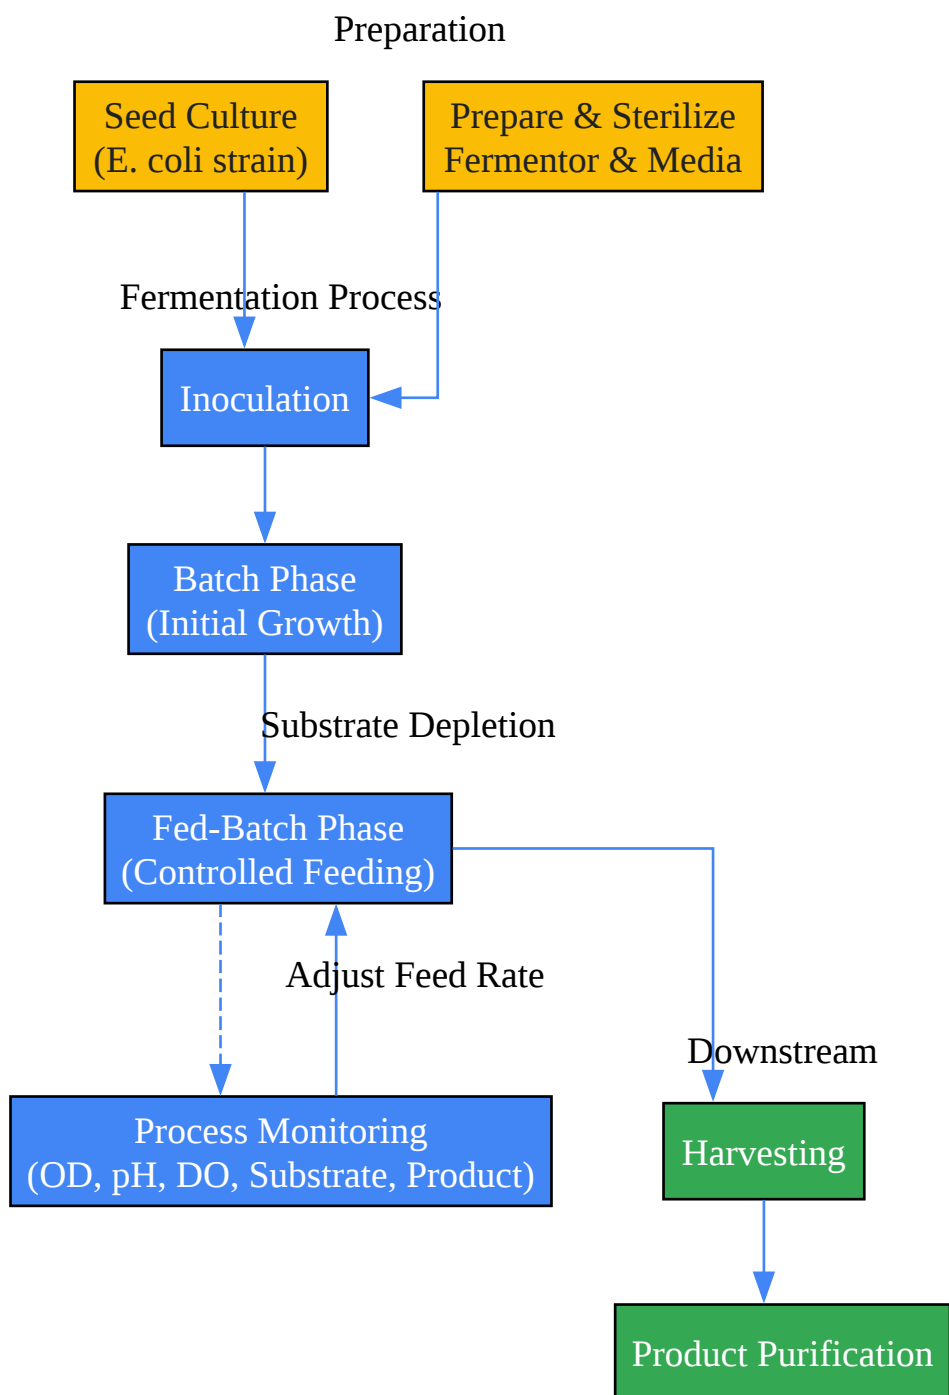 Preparation
Seed Culture
(E. coli strain)
Prepare & Sterilize
Fermentor & Media
Fermentation Process
Inoculation
Batch Phase
(Initial Growth)
Substrate Depletion
Fed-Batch Phase
(Controlled Feeding)
Adjust Feed Rate
Downstream
Process Monitoring
(OD, pH, DO, Substrate, Product)
Harvesting
Product Purification